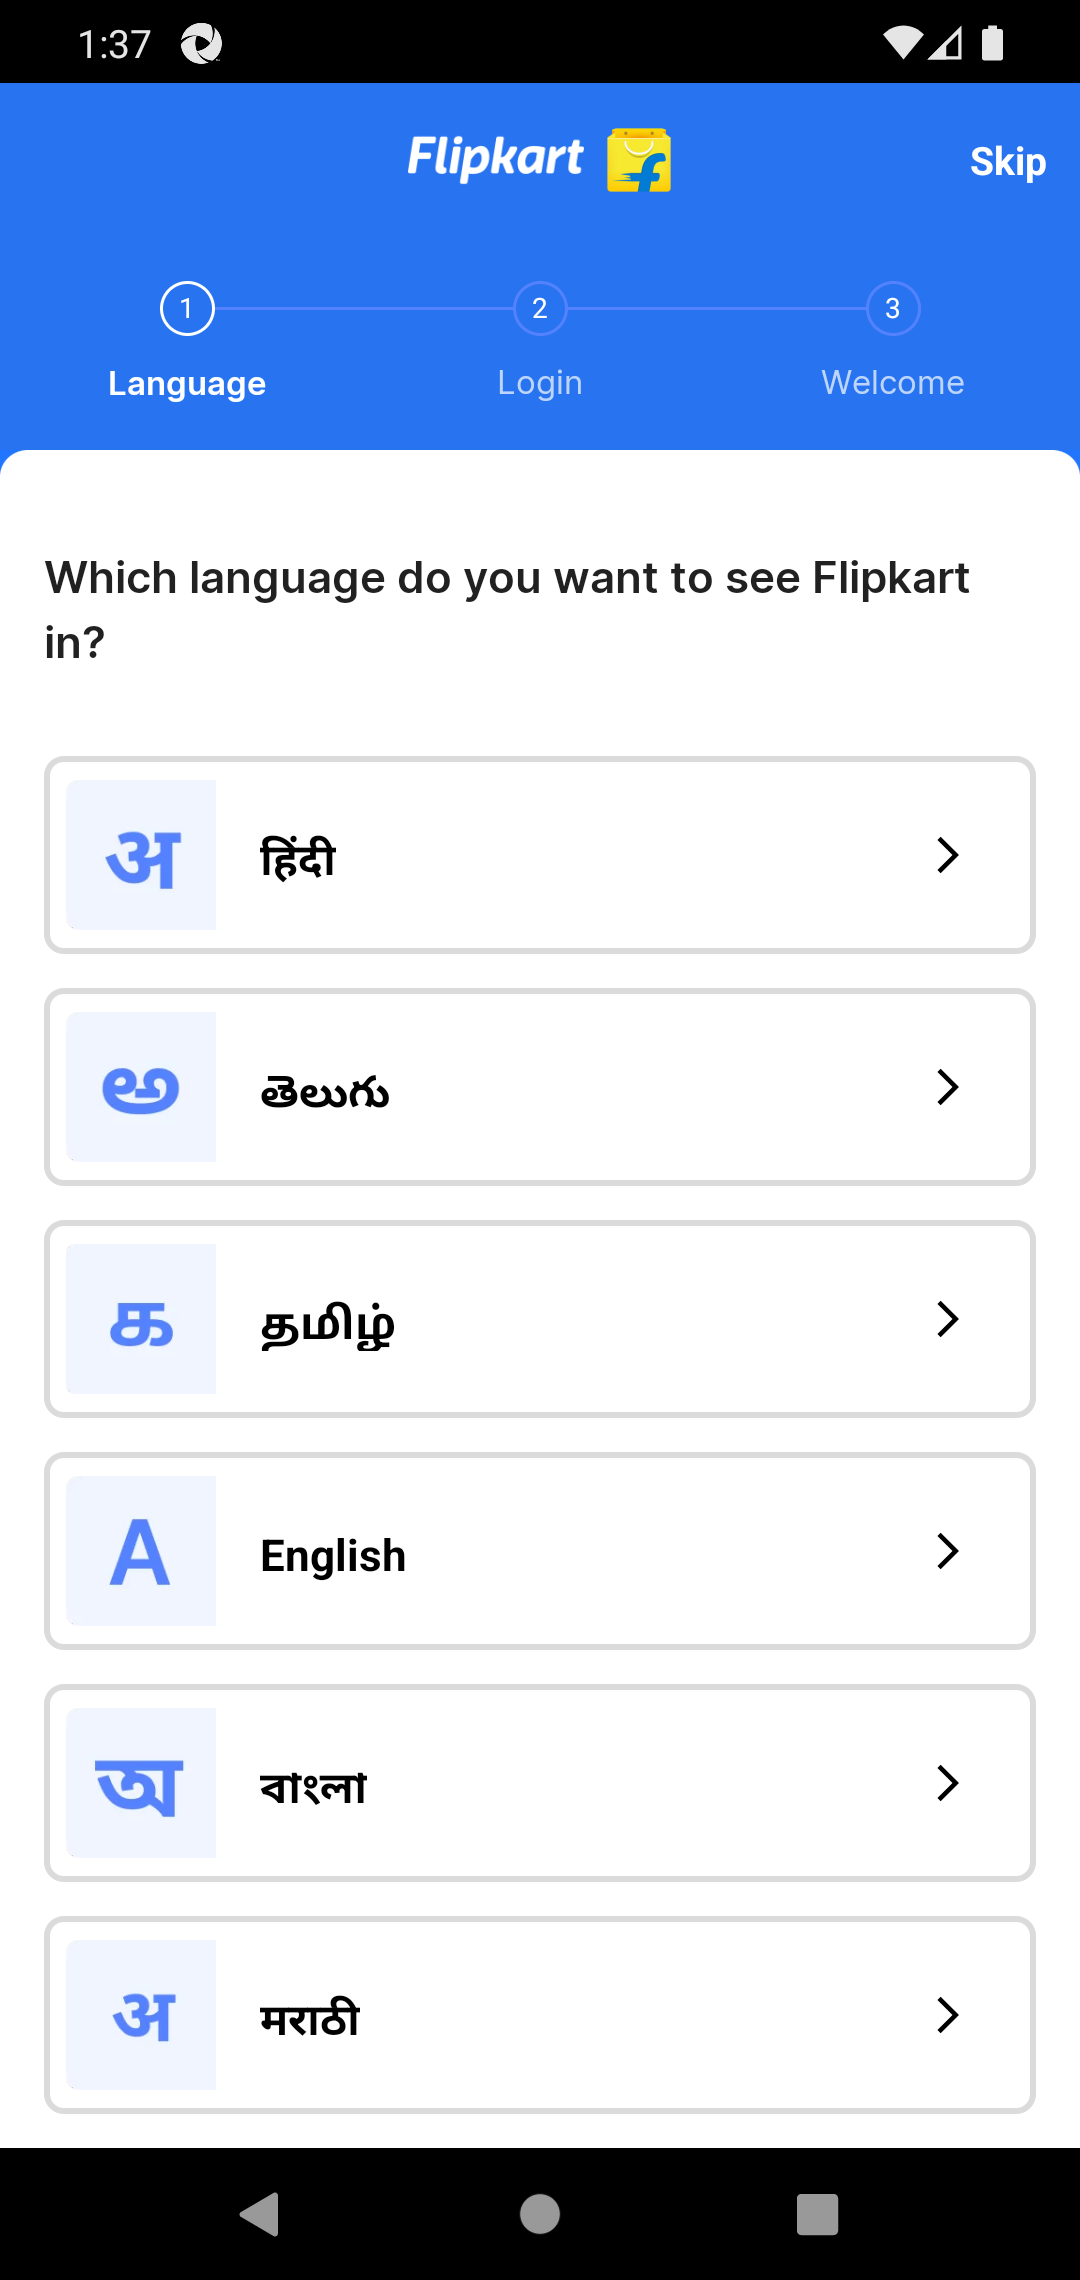 1:37
Flipkart
Skip
1 2 3
Language Login Welcome
Which language do you want to see Flipkart
in?
अ हिंदी
అ తెలుగు
க தமிழ்
A English
অ বাংলা
अ मराठी